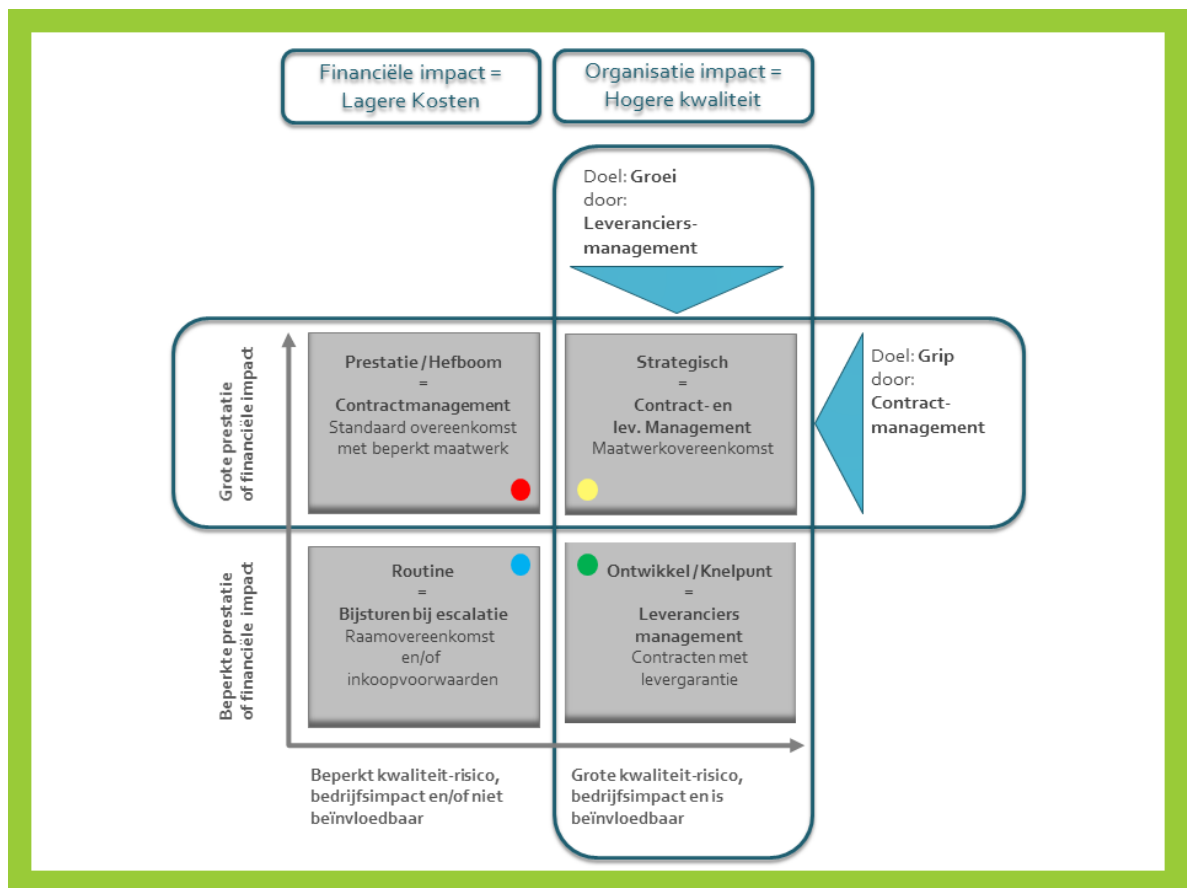 Financiële impact =
Lagere Kosten
Organisatie impact =
Hogere kwaliteit
Doel: Groei
door:
Leveranciers-
management
Grote prestatie
of financiële impact
Prestatie / Hefboom
=
Contractmanagement
Standaard overeenkomst
met beperkt maatwerk
Strategisch
=
Contract- en
lev. Management
Maatwerkovereenkomst
Doel: Grip
door:
Contract-
management
Beperkte prestatie
of financiële impact
Routine
=
Bijsturen bij escalatie
Raamovereenkomst
en/of
inkoopvoorwaarden
Ontwikkel / Knelpunt
=
Leveranciers
management
Contracten met
levergarantie
Beperkt kwaliteit-risico,
bedrijfsimpact en/of niet
beïnvloedbaar
Grote kwaliteit-risico,
bedrijfsimpact en is
beïnvloedbaar